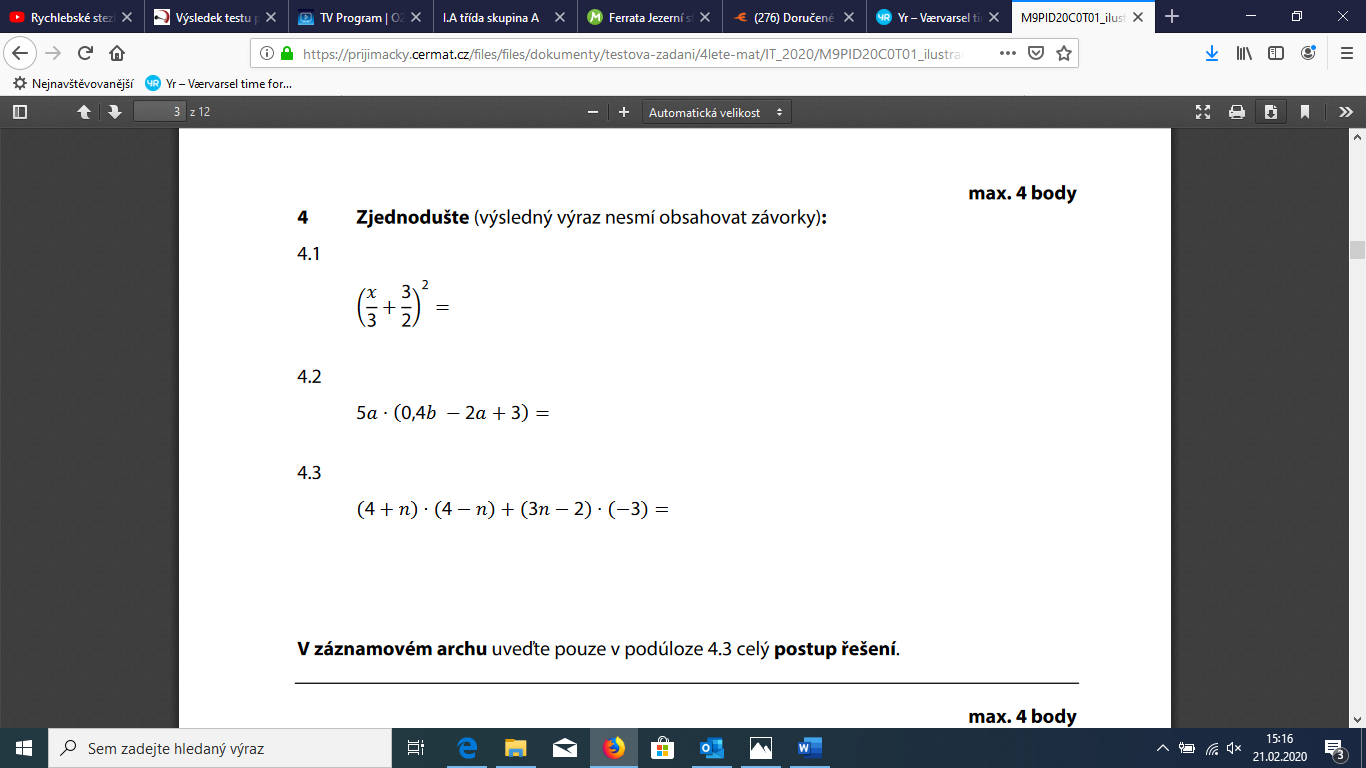 Rychlebské stez
Výsledek testu p
TV Program | O2
I.A třída skupina A
Ferrata Jezerní s
(276) Doručené
Yr – Værvarsel ti
M9PID20C0T01_ilust
https://prijimacky.cermat.cz/files/files/dokumenty/testova-zadani/4lete-mat/IT_2020/M9PID20C0T01_ilustra
Nejnavštěvovanější
Yr – Værvarsel time for...
3 z 12
Automatická velikost
max. 4 body
4 Zjednodušte (výsledný výraz nesmí obsahovat závorky):
4.1
(x/3 + 3/2)² =
4.2
5a · (0,4b − 2a + 3) =
4.3
(4 + n) · (4 − n) + (3n − 2) · (−3) =
V záznamovém archu uveďte pouze v podúloze 4.3 celý postup řešení.
max. 4 body
Sem zadejte hledaný výraz
15:16
21.02.2020
3